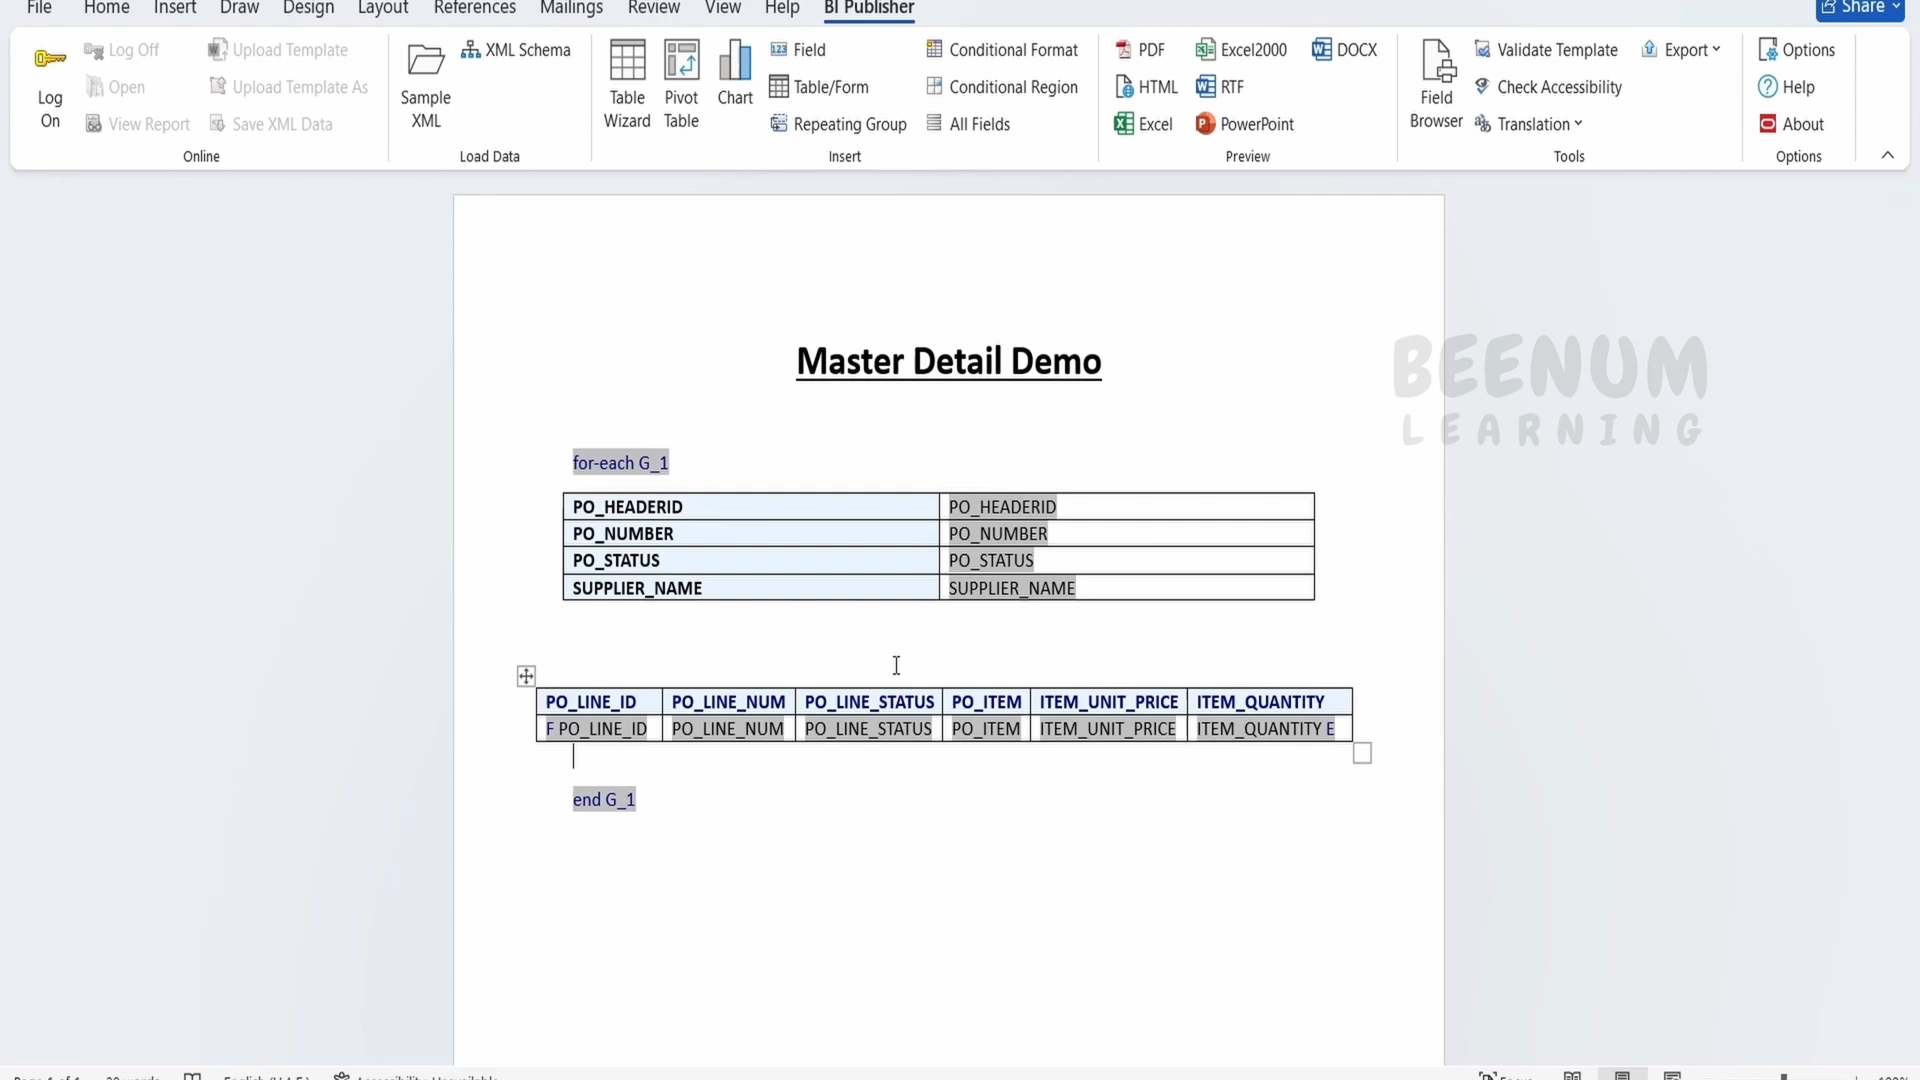 File Home Insert Draw Design Layout References Mailings Review View Help BI Publisher Share
Log On
Log Off
Open
View Report
Upload Template
Upload Template As
Save XML Data
Online
Sample XML
XML Schema
Load Data
Table Wizard
Pivot Table
Chart
Field
Table/Form
Repeating Group
Conditional Format
Conditional Region
All Fields
Insert
PDF
HTML
Excel
Excel2000
RTF
PowerPoint
DOCX
Preview
Field Browser
Validate Template
Check Accessibility
Translation
Export
Tools
Options
Help
About
Options
Master Detail Demo
BEENUM
LEARNING
for-each G_1
PO_HEADERID PO_HEADERID
PO_NUMBER PO_NUMBER
PO_STATUS PO_STATUS
SUPPLIER_NAME SUPPLIER_NAME
PO_LINE_ID PO_LINE_NUM PO_LINE_STATUS PO_ITEM ITEM_UNIT_PRICE ITEM_QUANTITY
F PO_LINE_ID PO_LINE_NUM PO_LINE_STATUS PO_ITEM ITEM_UNIT_PRICE ITEM_QUANTITY E
end G_1